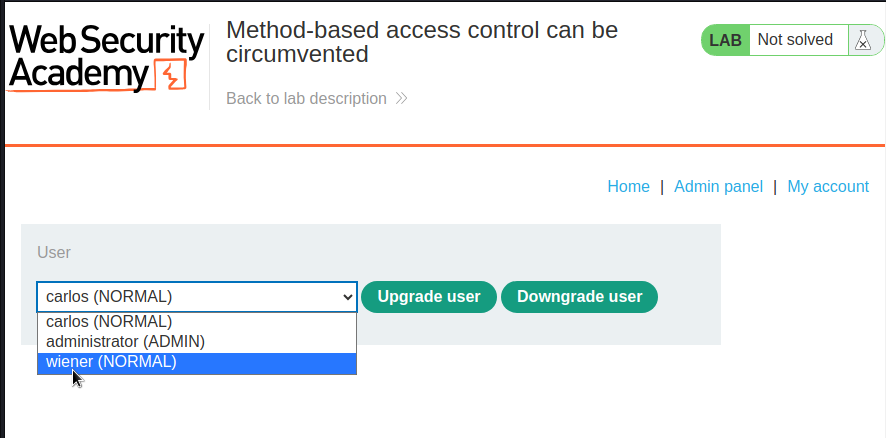 Web Security
Academy
Method-based access control can be
circumvented
Back to lab description
LAB Not solved
Home | Admin panel | My account
User
carlos (NORMAL) Upgrade user Downgrade user
carlos (NORMAL)
administrator (ADMIN)
wiener (NORMAL)